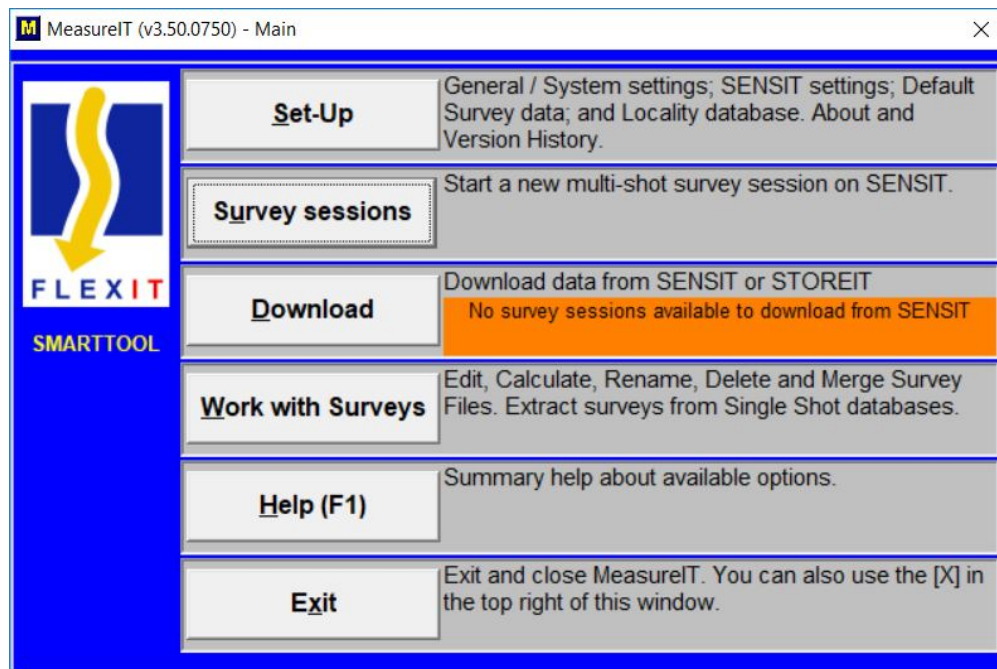 MeasureIT (v3.50.0750) - Main
Set-Up
General / System settings; SENSIT settings; Default
Survey data; and Locality database. About and
Version History.
Survey sessions
Start a new multi-shot survey session on SENSIT.
FLEXIT
SMARTTOOL
Download
Download data from SENSIT or STOREIT
No survey sessions available to download from SENSIT
Work with Surveys
Edit, Calculate, Rename, Delete and Merge Survey
Files. Extract surveys from Single Shot databases.
Help (F1)
Summary help about available options.
Exit
Exit and close MeasureIT. You can also use the [X] in
the top right of this window.